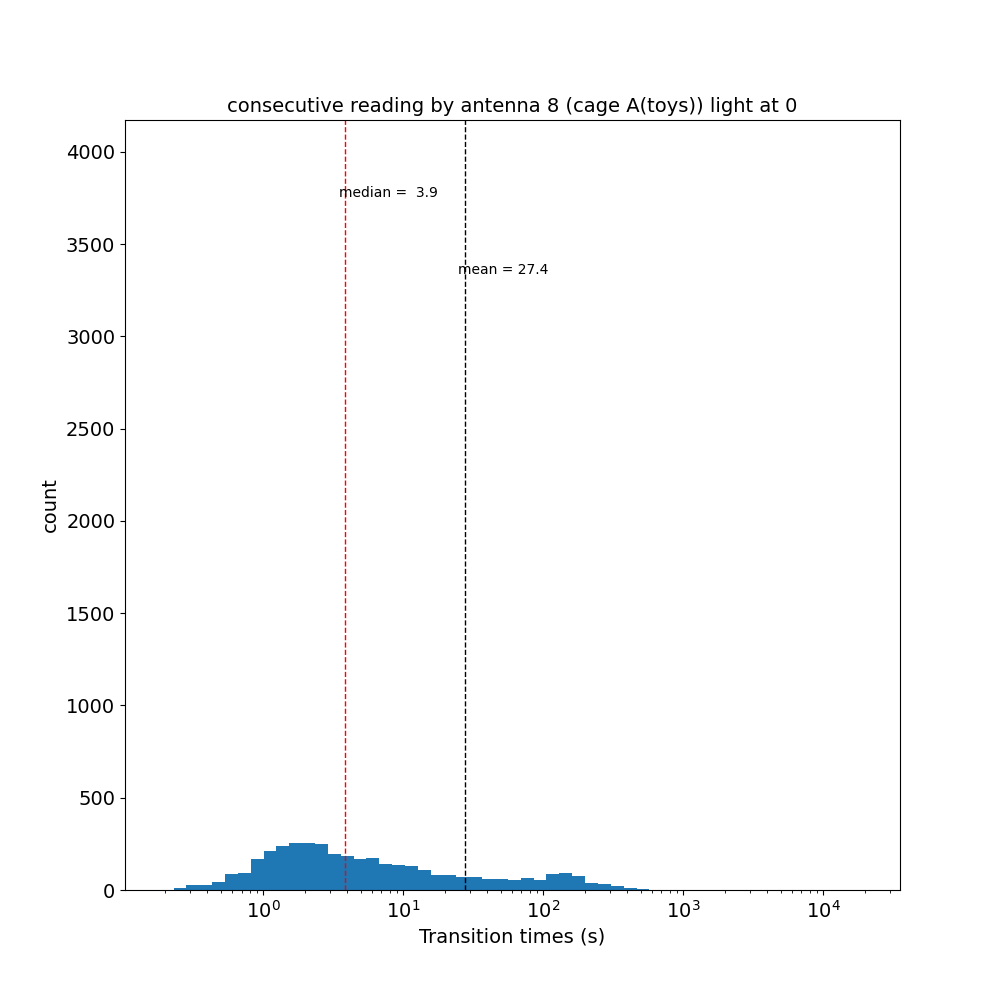 consecutive reading by antenna 8 (cage A(toys)) light at 0
4000
median =  3.9
3500
mean = 27.4
3000
2500
2000
count
1500
1000
500
0
10^0 10^1 10^2 10^3 10^4
Transition times (s)